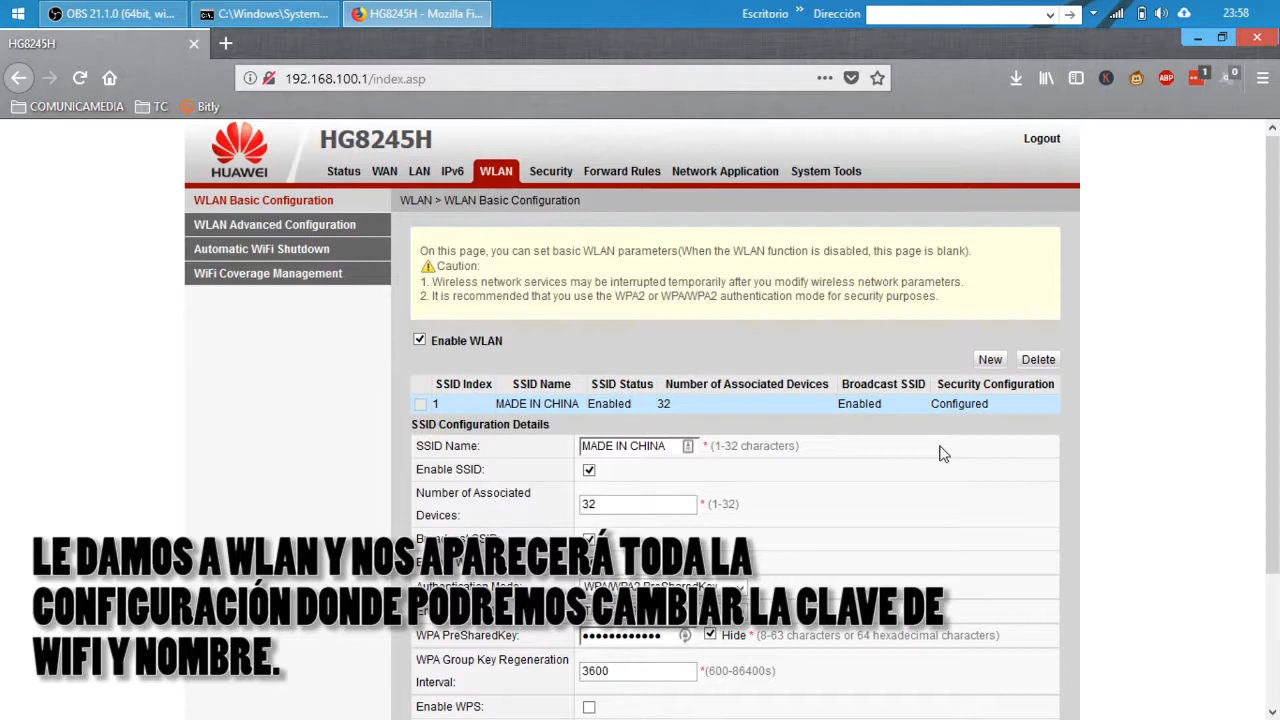 OBS 21.1.0 (64bit, wi...
C:\Windows\System...
HG8245H - Mozilla Fi...
Escritorio
Dirección
23:58
HG8245H
192.168.100.1/index.asp
ABP
1
0
COMUNICAMEDIA
TC
Bitly
HUAWEI
HG8245H
Logout
Status WAN LAN IPv6 WLAN Security Forward Rules Network Application System Tools
WLAN Basic Configuration
WLAN Advanced Configuration
Automatic WiFi Shutdown
WiFi Coverage Management
WLAN > WLAN Basic Configuration
On this page, you can set basic WLAN parameters(When the WLAN function is disabled, this page is blank).
Caution:
1. Wireless network services may be interrupted temporarily after you modify wireless network parameters.
2. It is recommended that you use the WPA2 or WPA/WPA2 authentication mode for security purposes.
Enable WLAN
New Delete
SSID Index SSID Name SSID Status Number of Associated Devices Broadcast SSID Security Configuration
1 MADE IN CHINA Enabled 32 Enabled Configured
SSID Configuration Details
SSID Name: MADE IN CHINA * (1-32 characters)
Enable SSID:
Number of Associated
Devices:
32 * (1-32)
LE DAMOS A WLAN Y NOS APARECERÁ TODA LA
CONFIGURACIÓN DONDE PODREMOS CAMBIAR LA CLAVE DE
WIFI Y NOMBRE.
WPA/WPA2 PreSharedKey
WPA PreSharedKey: •••••••••••• Hide * (8-63 characters or 64 hexadecimal characters)
WPA Group Key Regeneration
Interval:
3600 *(600-86400s)
Enable WPS: